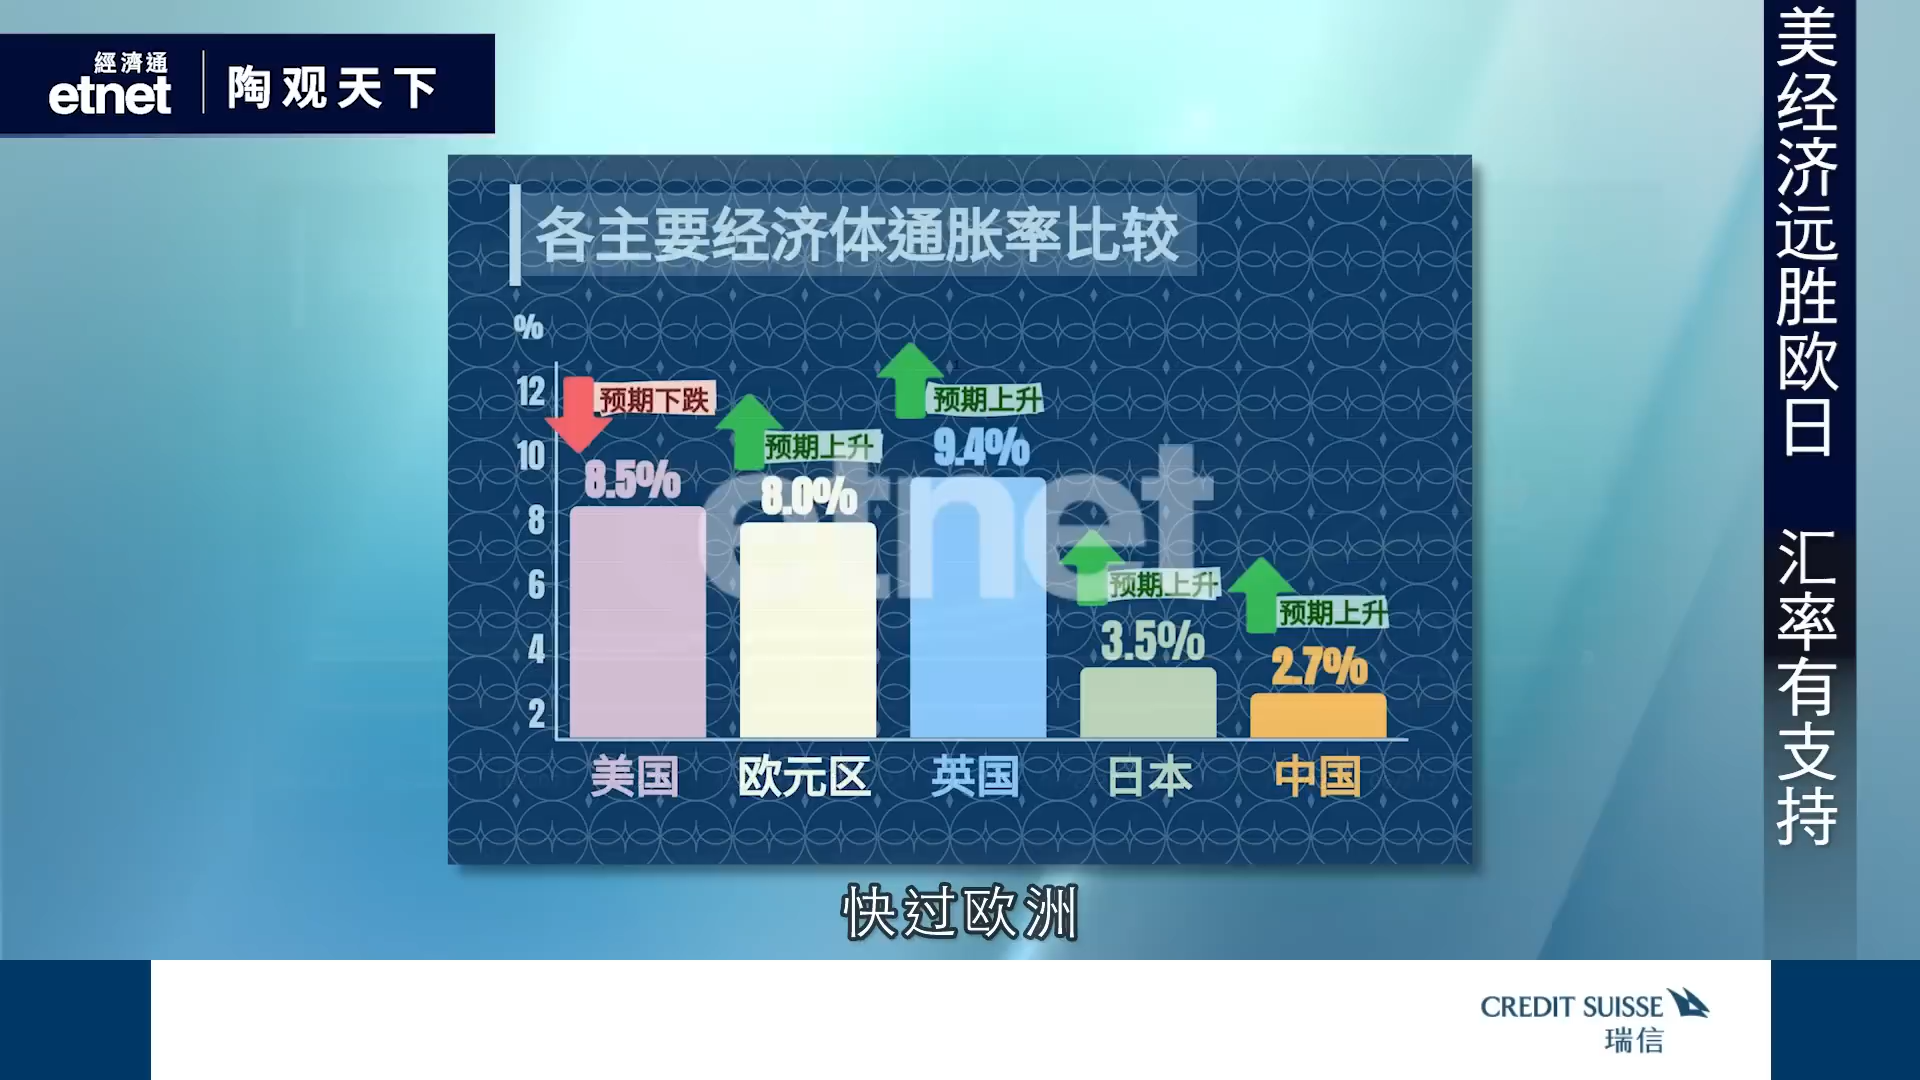 經濟通
etnet
陶观天下
美经济远胜欧日 汇率有支持
各主要经济体通胀率比较
%
12
10
8
6
4
2
预期下跌
8.5%
预期上升
8.0%
预期上升
9.4%
预期上升
3.5%
预期上升
2.7%
etnet
美国
欧元区
英国
日本
中国
快过欧洲
CREDIT SUISSE
瑞信